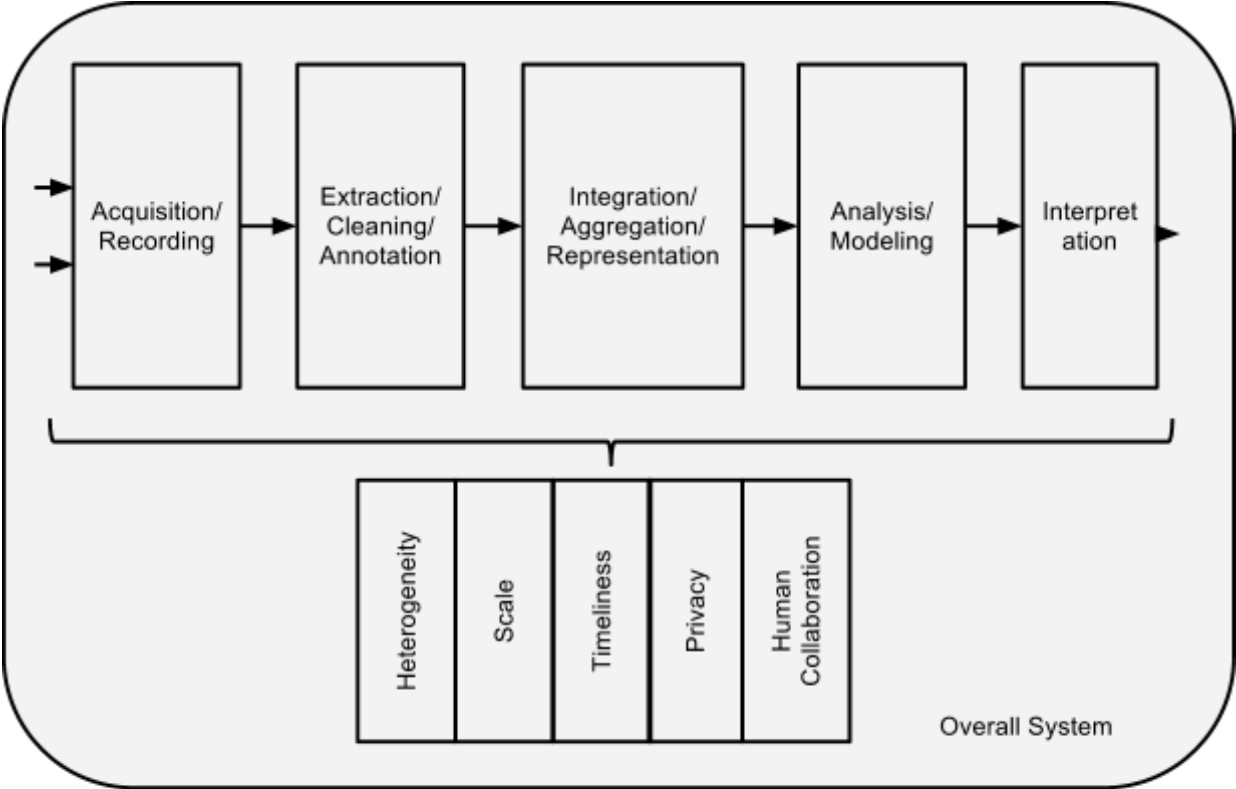 Acquisition/
Recording
Extraction/
Cleaning/
Annotation
Integration/
Aggregation/
Representation
Analysis/
Modeling
Interpret
ation
Heterogeneity
Scale
Timeliness
Privacy
Human
Collaboration
Overall System